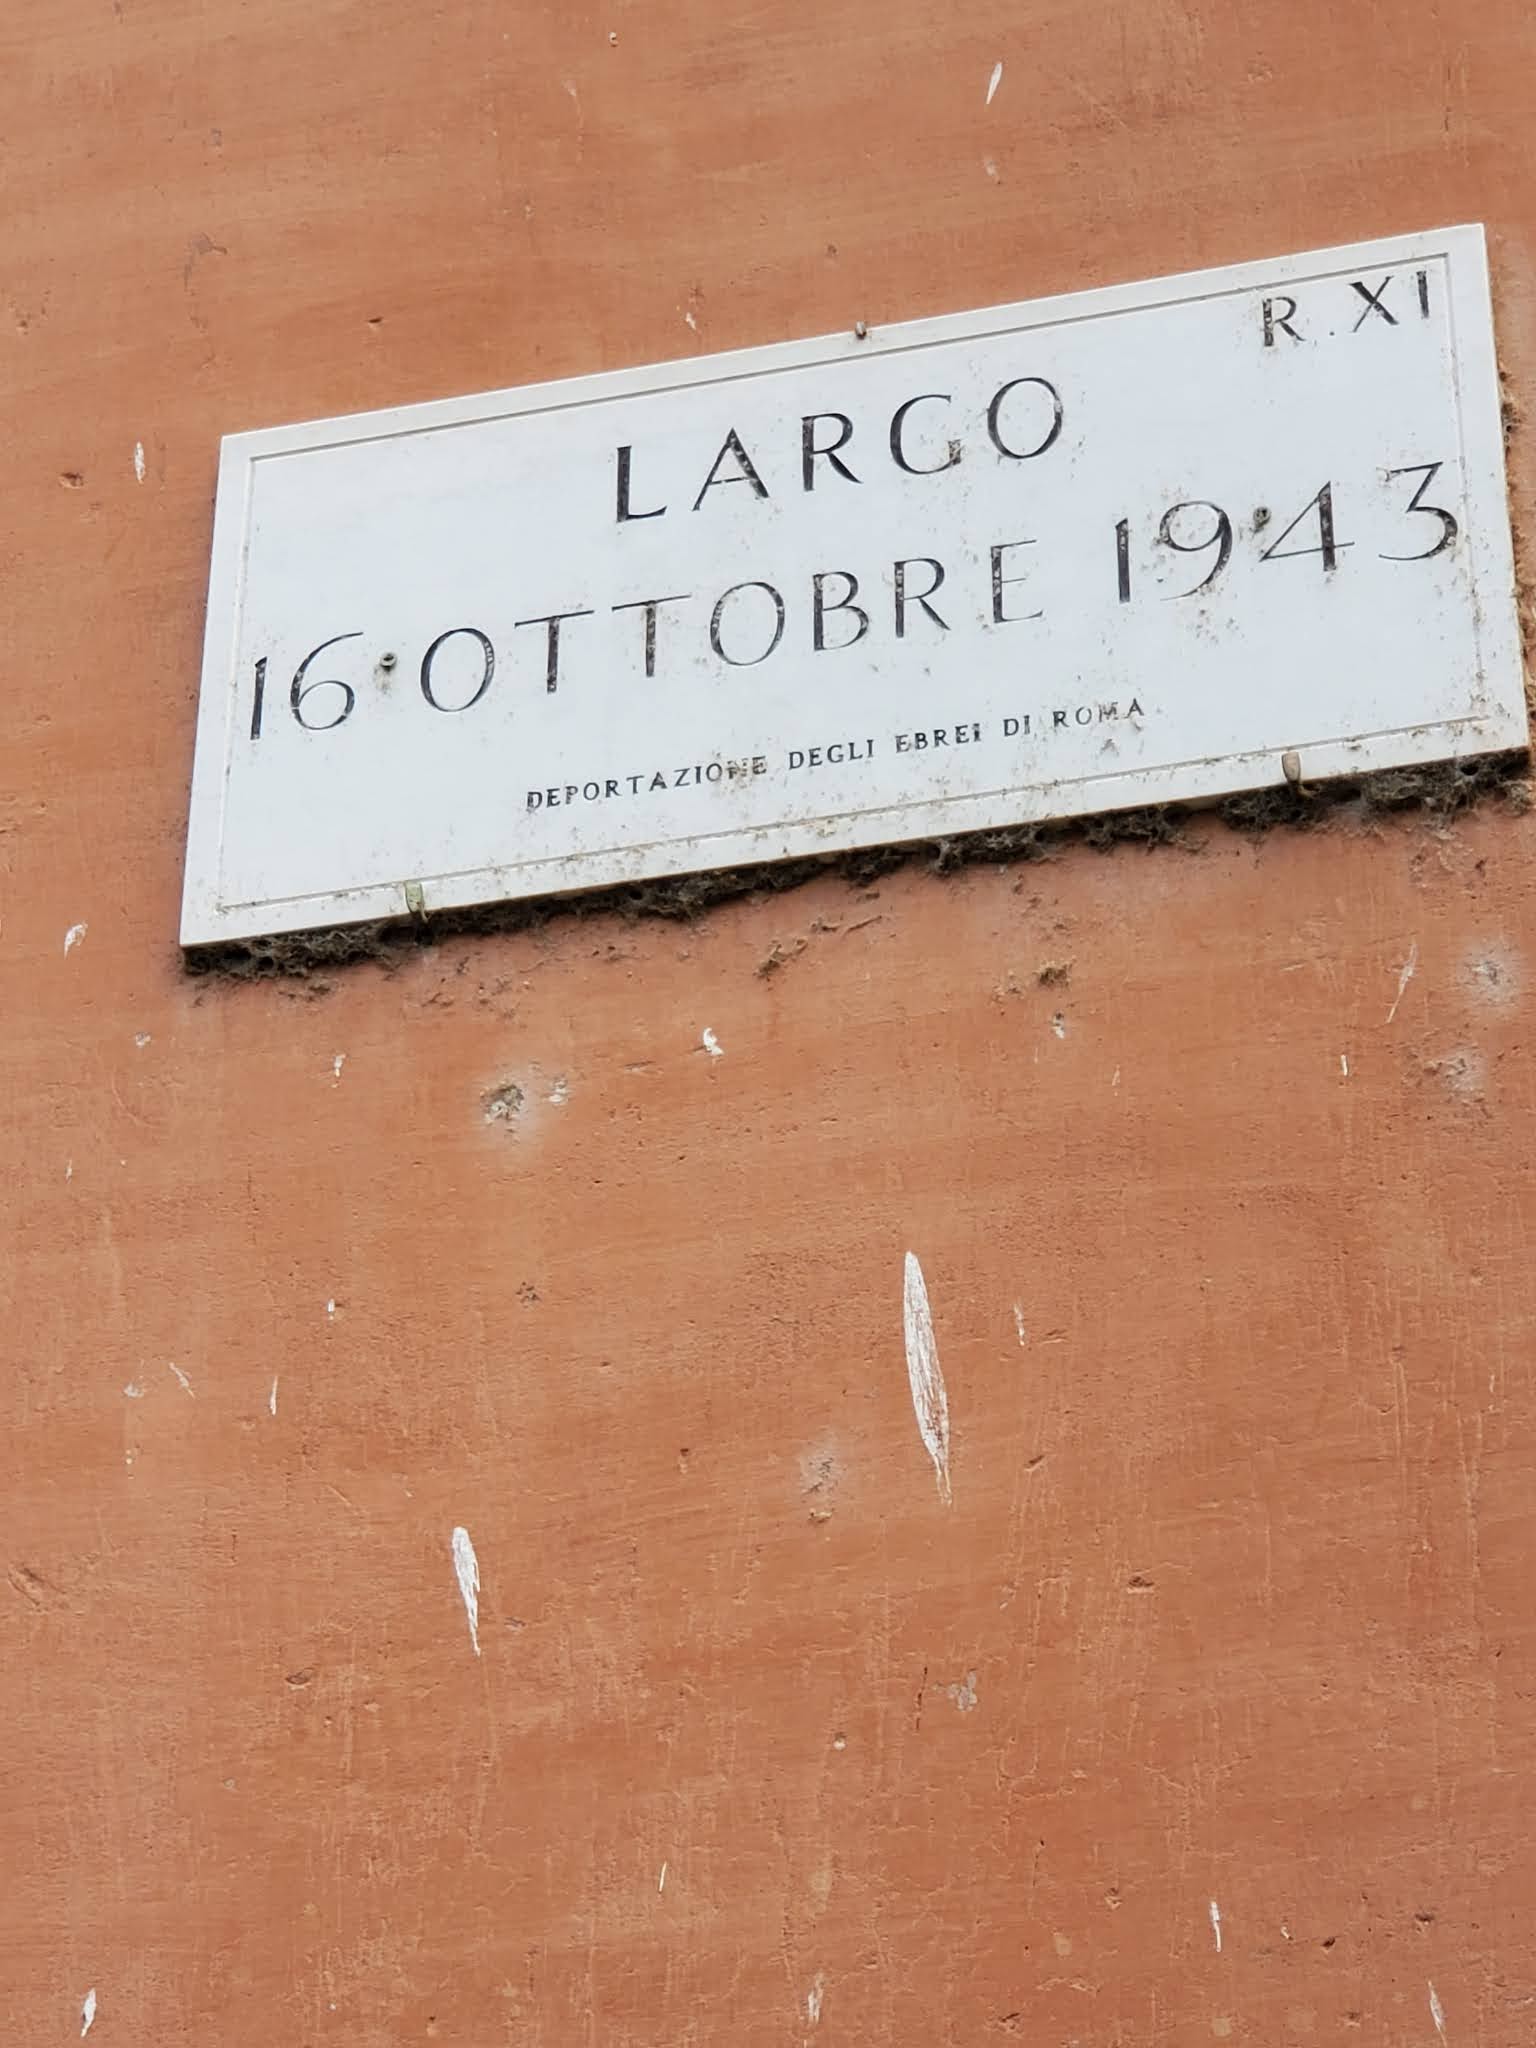 R. XI
LARGO
16 OTTOBRE 1943
DEPORTAZIONE DEGLI EBREI DI ROMA